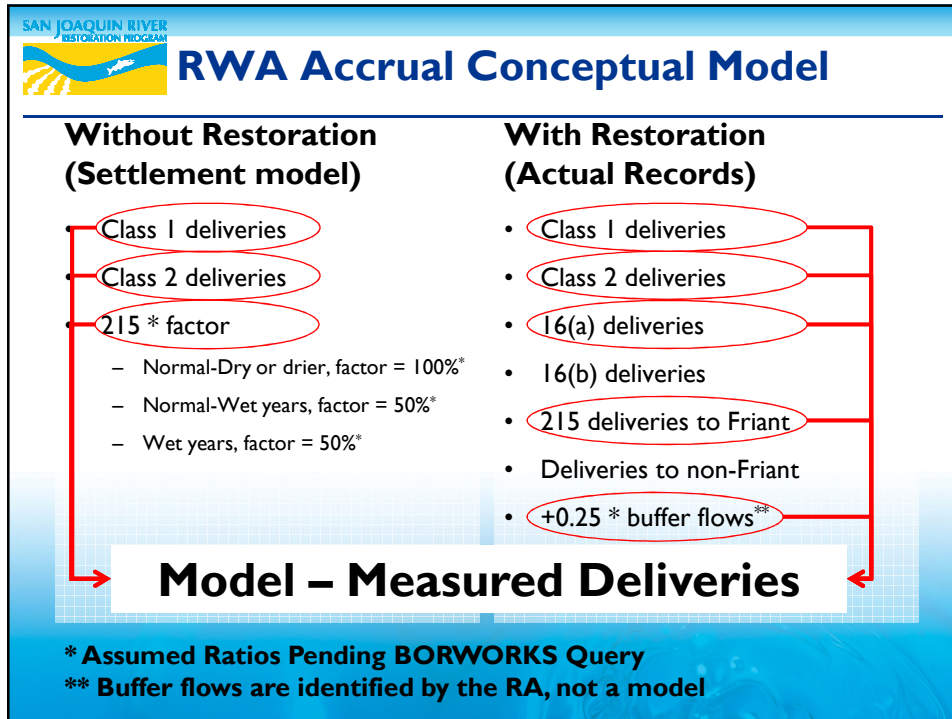 SAN JOAQUIN RIVER
RESTORATION PROGRAM
RWA Accrual Conceptual Model
Without Restoration
(Settlement model)
• Class 1 deliveries
• Class 2 deliveries
• 215 * factor
– Normal-Dry or drier, factor = 100%*
– Normal-Wet years, factor = 50%*
– Wet years, factor = 50%*
With Restoration
(Actual Records)
• Class 1 deliveries
• Class 2 deliveries
• 16(a) deliveries
• 16(b) deliveries
• 215 deliveries to Friant
• Deliveries to non-Friant
• +0.25 * buffer flows**
Model – Measured Deliveries
* Assumed Ratios Pending BORWORKS Query
** Buffer flows are identified by the RA, not a model